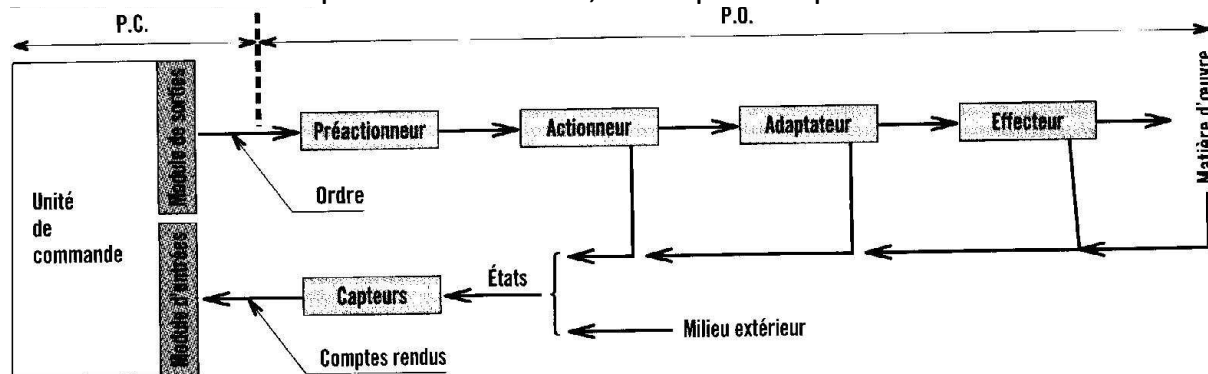 P.C.
P.O.
Module de sorties
Préactionneur
Actionneur
Adaptateur
Effecteur
Matière d'œuvre
Ordre
Unité
de
commande
Module d'entrées
Capteurs
États
Milieu extérieur
Comptes rendus